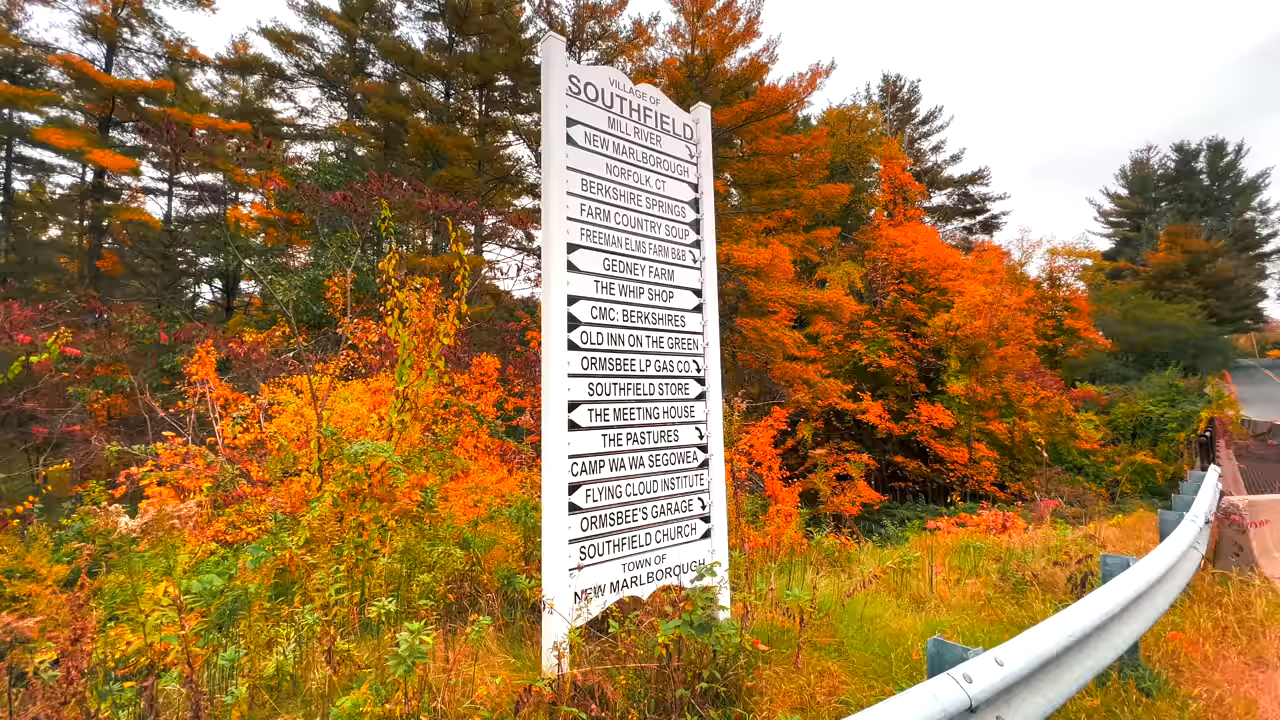 VILLAGE OF
SOUTHFIELD
MILL RIVER
NEW MARLBOROUGH
NORFOLK, CT
BERKSHIRE SPRINGS
FARM COUNTRY SOUP
FREEMAN ELMS FARM B&B
GEDNEY FARM
THE WHIP SHOP
CMC: BERKSHIRES
OLD INN ON THE GREEN
ORMSBEE LP GAS CO.
SOUTHFIELD STORE
THE MEETING HOUSE
THE PASTURES
CAMP WA WA SEGOWEA
FLYING CLOUD INSTITUTE
ORMSBEE'S GARAGE
SOUTHFIELD CHURCH
TOWN OF
NEW MARLBOROUGH